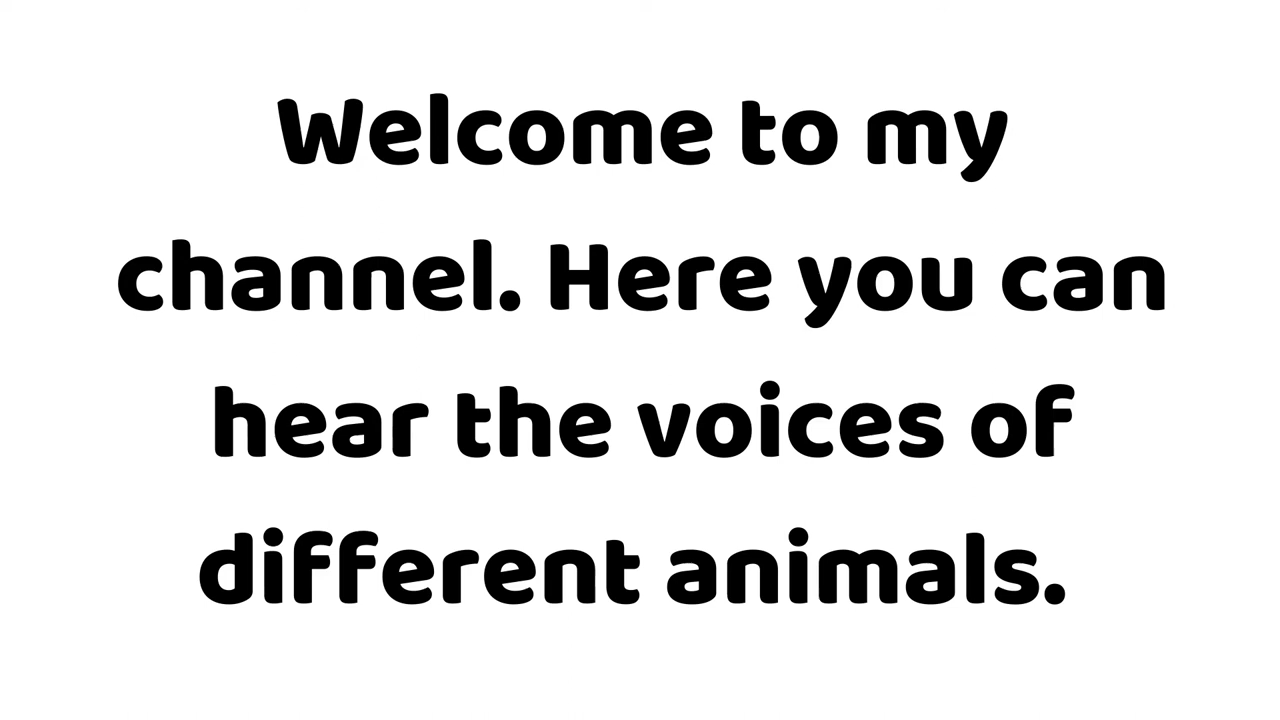 Welcome to my
channel. Here you can
hear the voices of
different animals.